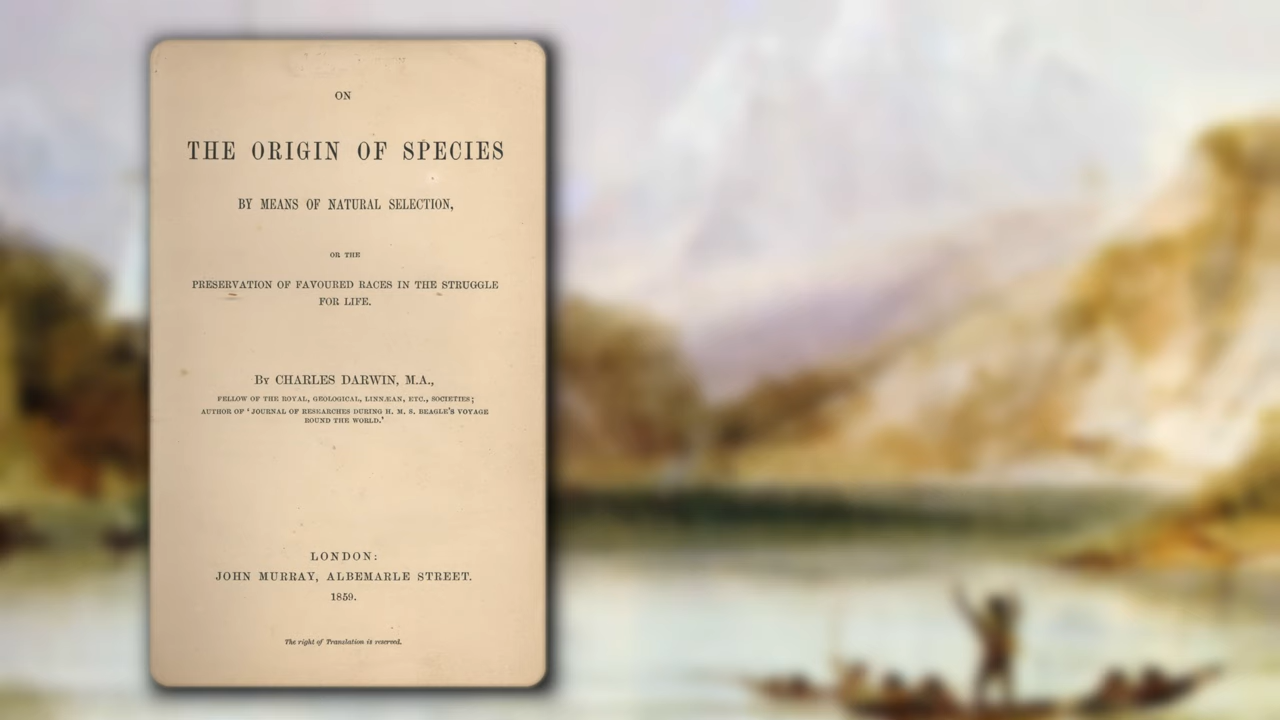 ON
THE ORIGIN OF SPECIES
BY MEANS OF NATURAL SELECTION,
OR THE
PRESERVATION OF FAVOURED RACES IN THE STRUGGLE
FOR LIFE.
BY CHARLES DARWIN, M.A.,
FELLOW OF THE ROYAL, GEOLOGICAL, LINNÆAN, ETC., SOCIETIES;
AUTHOR OF ‘JOURNAL OF RESEARCHES DURING H. M. S. BEAGLE’S VOYAGE
ROUND THE WORLD.’
LONDON:
JOHN MURRAY, ALBEMARLE STREET.
1859.
The right of Translation is reserved.